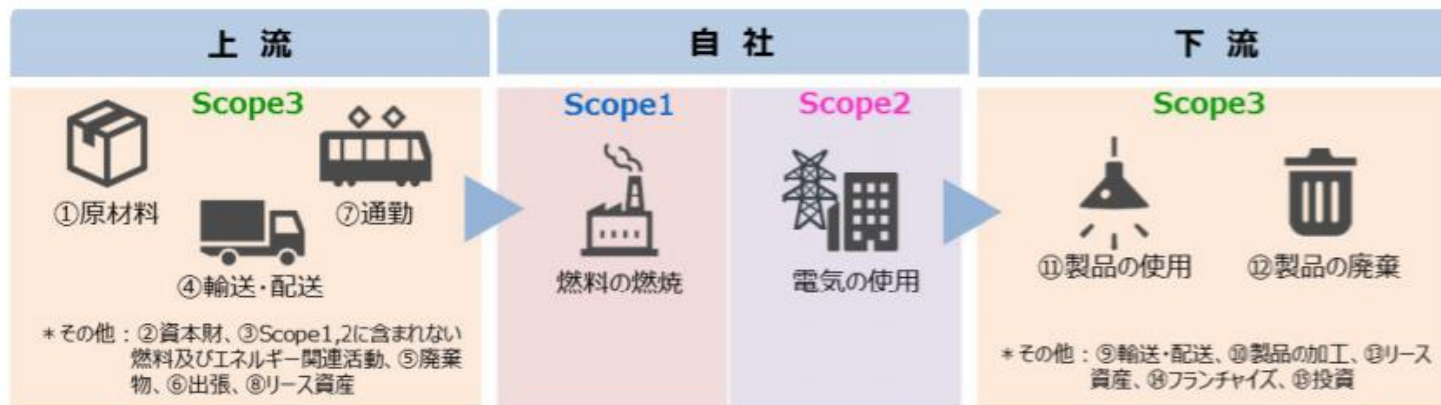 上 流
自 社
下 流
Scope3
①原材料
⑦通勤
④輸送・配送
＊その他：②資本財、③Scope1,2に含まれない
燃料及びエネルギー関連活動、⑤廃棄
物、⑥出張、⑧リース資産
Scope1
燃料の燃焼
Scope2
電気の使用
Scope3
⑪製品の使用
⑫製品の廃棄
＊その他：⑨輸送・配送、⑩製品の加工、⑬リース
資産、⑭フランチャイズ、⑮投資